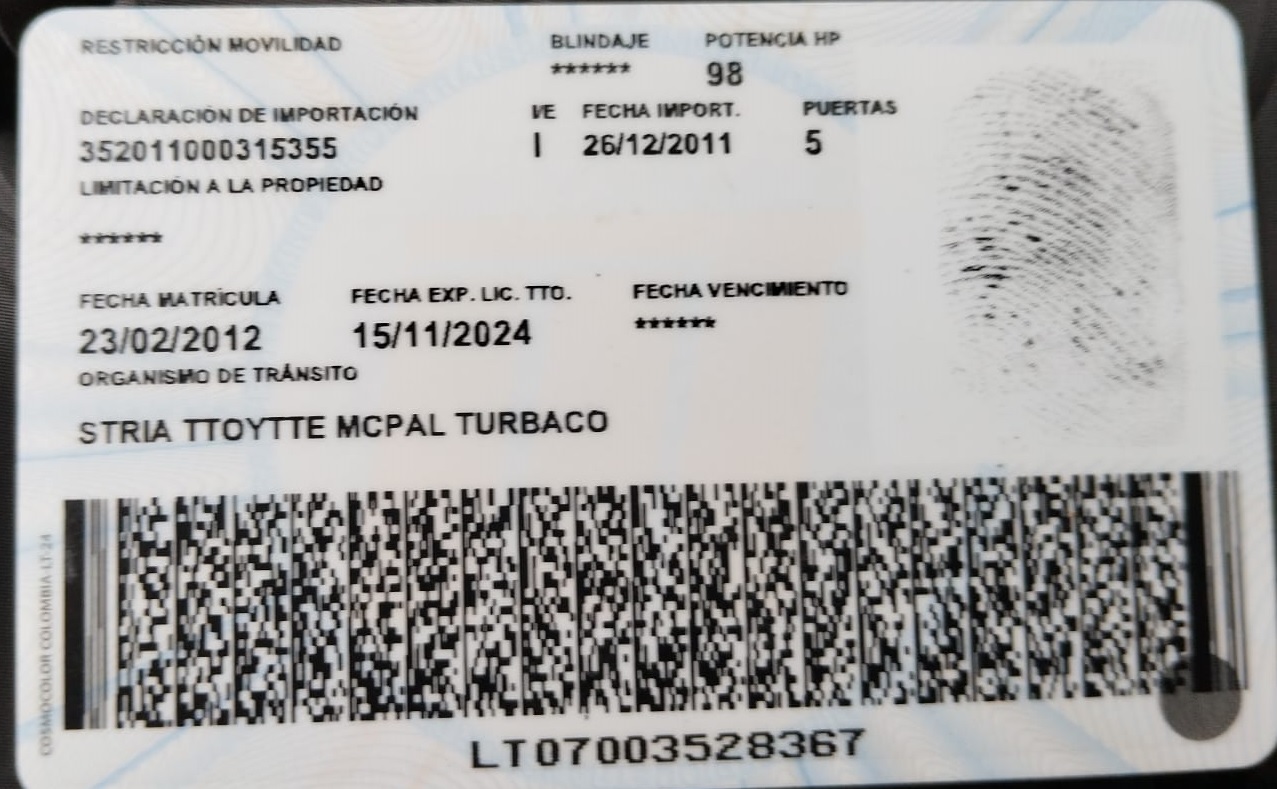 RESTRICCIÓN MOVILIDAD BLINDAJE POTENCIA HP
****** 98
DECLARACIÓN DE IMPORTACIÓN I/E FECHA IMPORT. PUERTAS
352011000315355 I 26/12/2011 5
LIMITACIÓN A LA PROPIEDAD
******
FECHA MATRÍCULA FECHA EXP. LIC. TTO. FECHA VENCIMIENTO
23/02/2012 15/11/2024 ******
ORGANISMO DE TRÁNSITO
STRIA TTOYTTE MCPAL TURBACO
COSMOCOLOR COLOMBIA-LT-24
LT07003528367